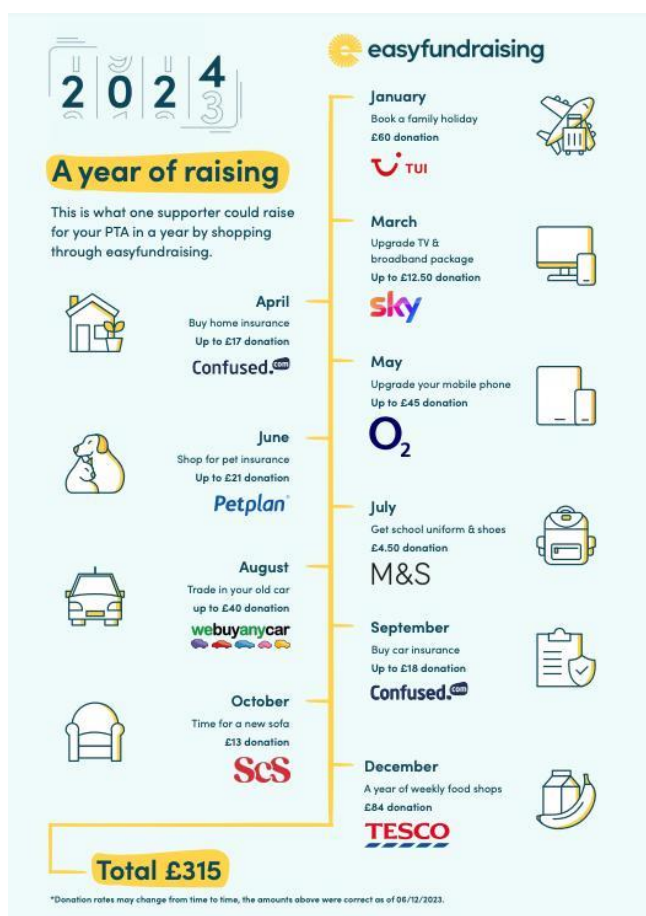 2024
3
easyfundraising
A year of raising
This is what one supporter could raise
for your PTA in a year by shopping
through easyfundraising.
January
Book a family holiday
£60 donation
TUI
March
Upgrade TV &
broadband package
Up to £12.50 donation
sky
April
Buy home insurance
Up to £17 donation
Confused.com
May
Upgrade your mobile phone
Up to £45 donation
O2
June
Shop for pet insurance
Up to £21 donation
Petplan
July
Get school uniform & shoes
£4.50 donation
M&S
August
Trade in your old car
up to £40 donation
webuyanycar
September
Buy car insurance
Up to £18 donation
Confused.com
October
Time for a new sofa
£13 donation
ScS
December
A year of weekly food shops
£84 donation
TESCO
Total £315
*Donation rates may change from time to time, the amounts above were correct as of 06/12/2023.